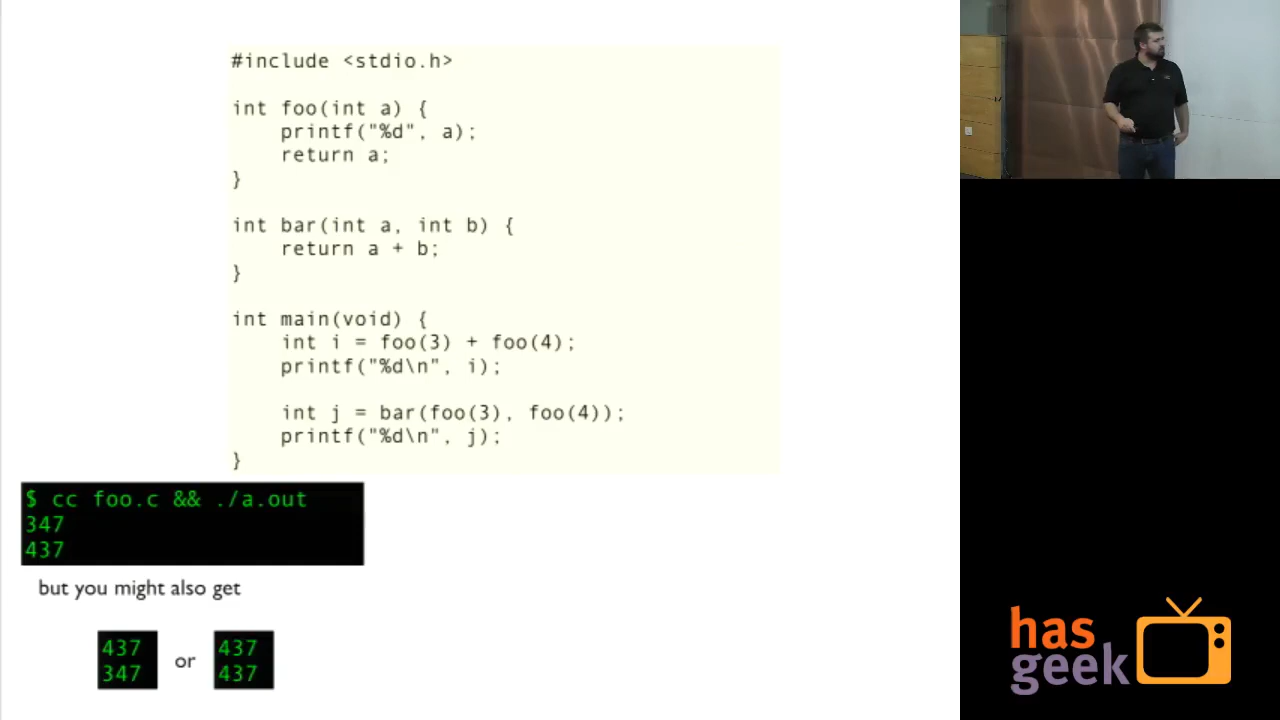 #include <stdio.h>

int foo(int a) {
    printf("%d", a);
    return a;
}

int bar(int a, int b) {
    return a + b;
}

int main(void) {
    int i = foo(3) + foo(4);
    printf("%d\n", i);

    int j = bar(foo(3), foo(4));
    printf("%d\n", j);
}
$ cc foo.c && ./a.out
347
437
but you might also get
437
347
or
437
437
has
geek